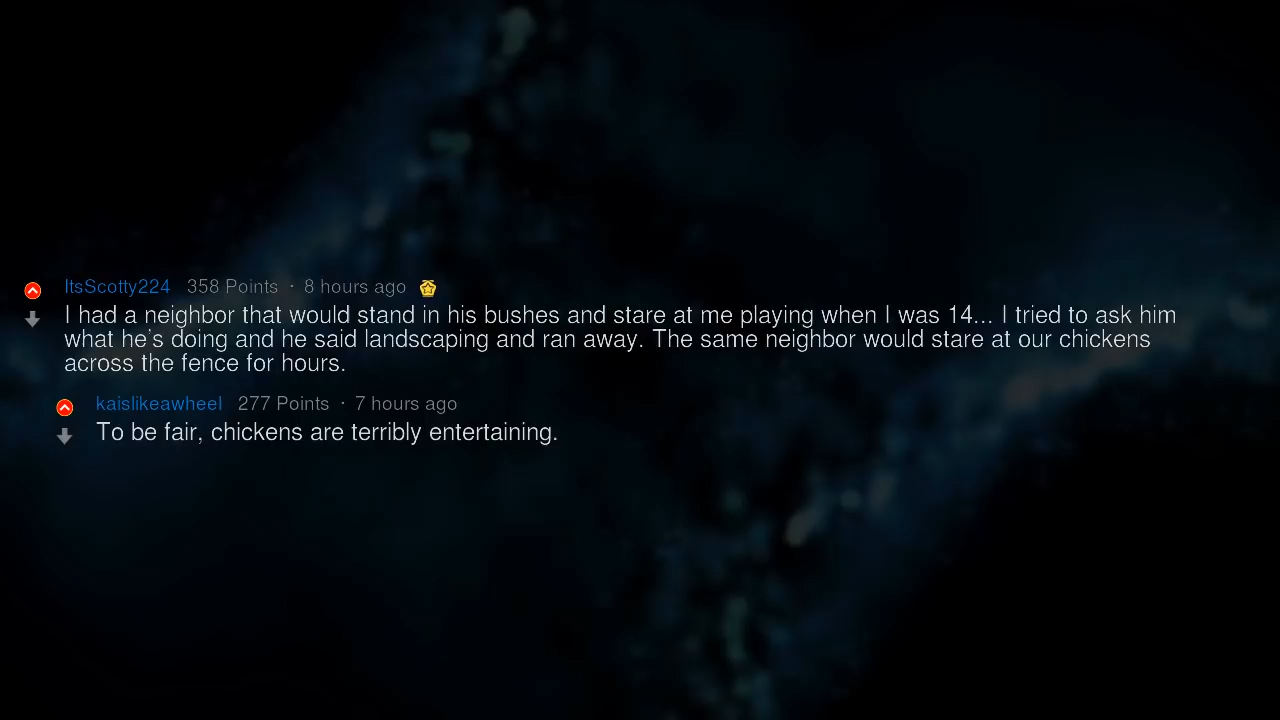 ItsScotty224 358 Points · 8 hours ago
I had a neighbor that would stand in his bushes and stare at me playing when I was 14... I tried to ask him
what he's doing and he said landscaping and ran away. The same neighbor would stare at our chickens
across the fence for hours.
kaislikeawheel 277 Points · 7 hours ago
To be fair, chickens are terribly entertaining.